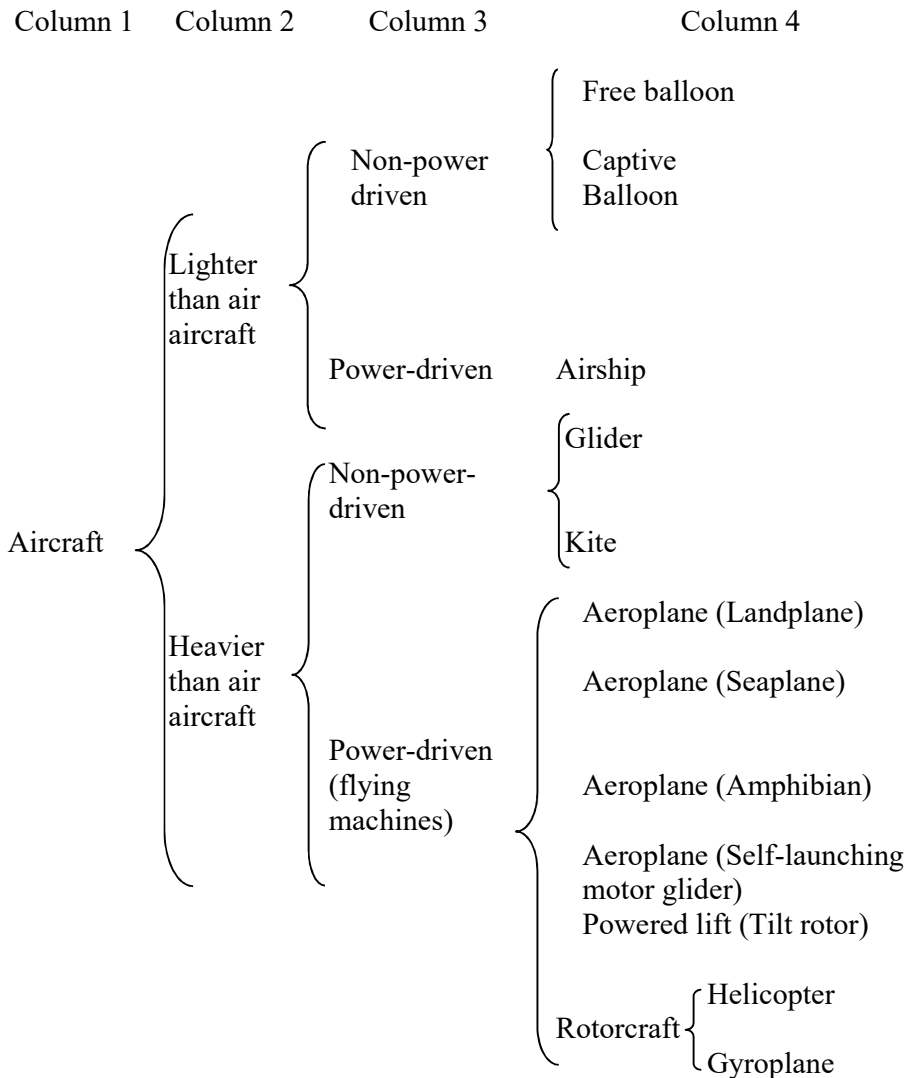 Column 1 Column 2 Column 3 Column 4
Free balloon
Non-power
driven
Captive
Balloon
Lighter
than air
aircraft
Power-driven Airship
Glider
Non-power-
driven
Aircraft
Kite
Aeroplane (Landplane)
Heavier
than air
aircraft
Aeroplane (Seaplane)
Power-driven
(flying
machines)
Aeroplane (Amphibian)
Aeroplane (Self-launching
motor glider)
Powered lift (Tilt rotor)
Helicopter
Rotorcraft
Gyroplane